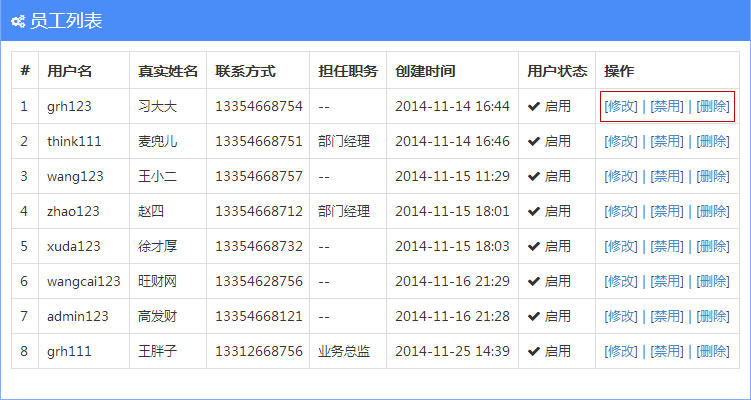 员工列表
# 用户名 真实姓名 联系方式 担任职务 创建时间 用户状态 操作
1 grh123 习大大 13354668754 -- 2014-11-14 16:44 启用 [修改] | [禁用] | [删除]
2 think111 麦兜儿 13354668751 部门经理 2014-11-14 16:46 启用 [修改] | [禁用] | [删除]
3 wang123 王小二 13354668757 -- 2014-11-15 11:29 启用 [修改] | [禁用] | [删除]
4 zhao123 赵四 13354668712 部门经理 2014-11-15 18:01 启用 [修改] | [禁用] | [删除]
5 xuda123 徐才厚 13354668732 -- 2014-11-15 18:03 启用 [修改] | [禁用] | [删除]
6 wangcai123 旺财网 13354628756 -- 2014-11-16 21:29 启用 [修改] | [禁用] | [删除]
7 admin123 高发财 13354668121 -- 2014-11-16 21:28 启用 [修改] | [禁用] | [删除]
8 grh111 王胖子 13312668756 业务总监 2014-11-25 14:39 启用 [修改] | [禁用] | [删除]